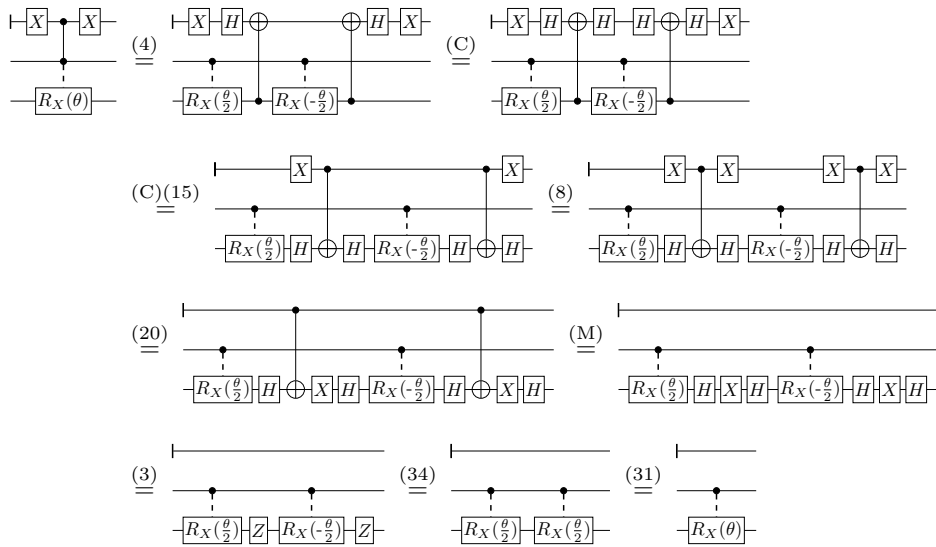 X X X H H X X H H H H X
(4) = (C) =
R_X(θ) R_X(θ/2) R_X(-θ/2) R_X(θ/2) R_X(-θ/2)
X X X X X X
(C)(15) = (8) =
R_X(θ/2) H H R_X(-θ/2) H H R_X(θ/2) H H R_X(-θ/2) H H
(20) = (M) =
R_X(θ/2) H X H R_X(-θ/2) H X H R_X(θ/2) H X H R_X(-θ/2) H X H
(3) = (34) = (31) =
R_X(θ/2) Z R_X(-θ/2) Z R_X(θ/2) R_X(θ/2) R_X(θ)